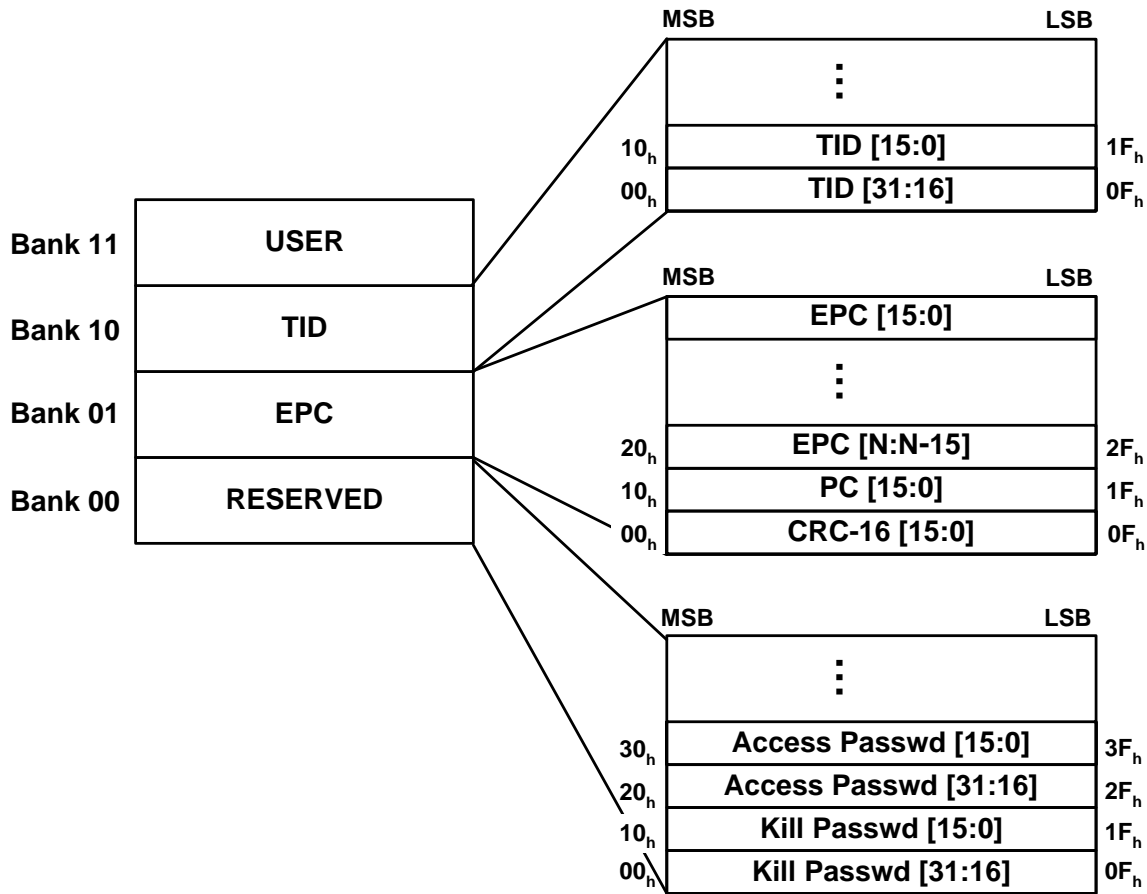 MSB LSB
⋮
10h TID [15:0] 1Fh
00h TID [31:16] 0Fh
Bank 11 USER
Bank 10 TID
Bank 01 EPC
Bank 00 RESERVED
MSB LSB
EPC [15:0]
⋮
20h EPC [N:N-15] 2Fh
10h PC [15:0] 1Fh
00h CRC-16 [15:0] 0Fh
MSB LSB
⋮
30h Access Passwd [15:0] 3Fh
20h Access Passwd [31:16] 2Fh
10h Kill Passwd [15:0] 1Fh
00h Kill Passwd [31:16] 0Fh